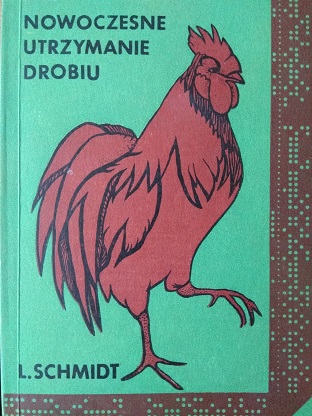 NOWOCZESNE
UTRZYMANIE
DROBIU
L.SCHMIDT